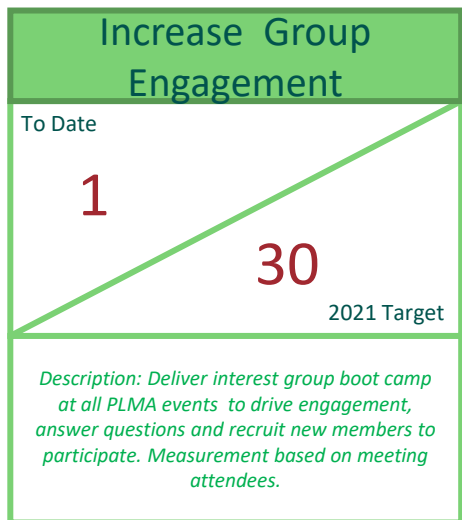 Increase Group
Engagement
To Date
1
30
2021 Target
Description: Deliver interest group boot camp
at all PLMA events to drive engagement,
answer questions and recruit new members to
participate. Measurement based on meeting
attendees.